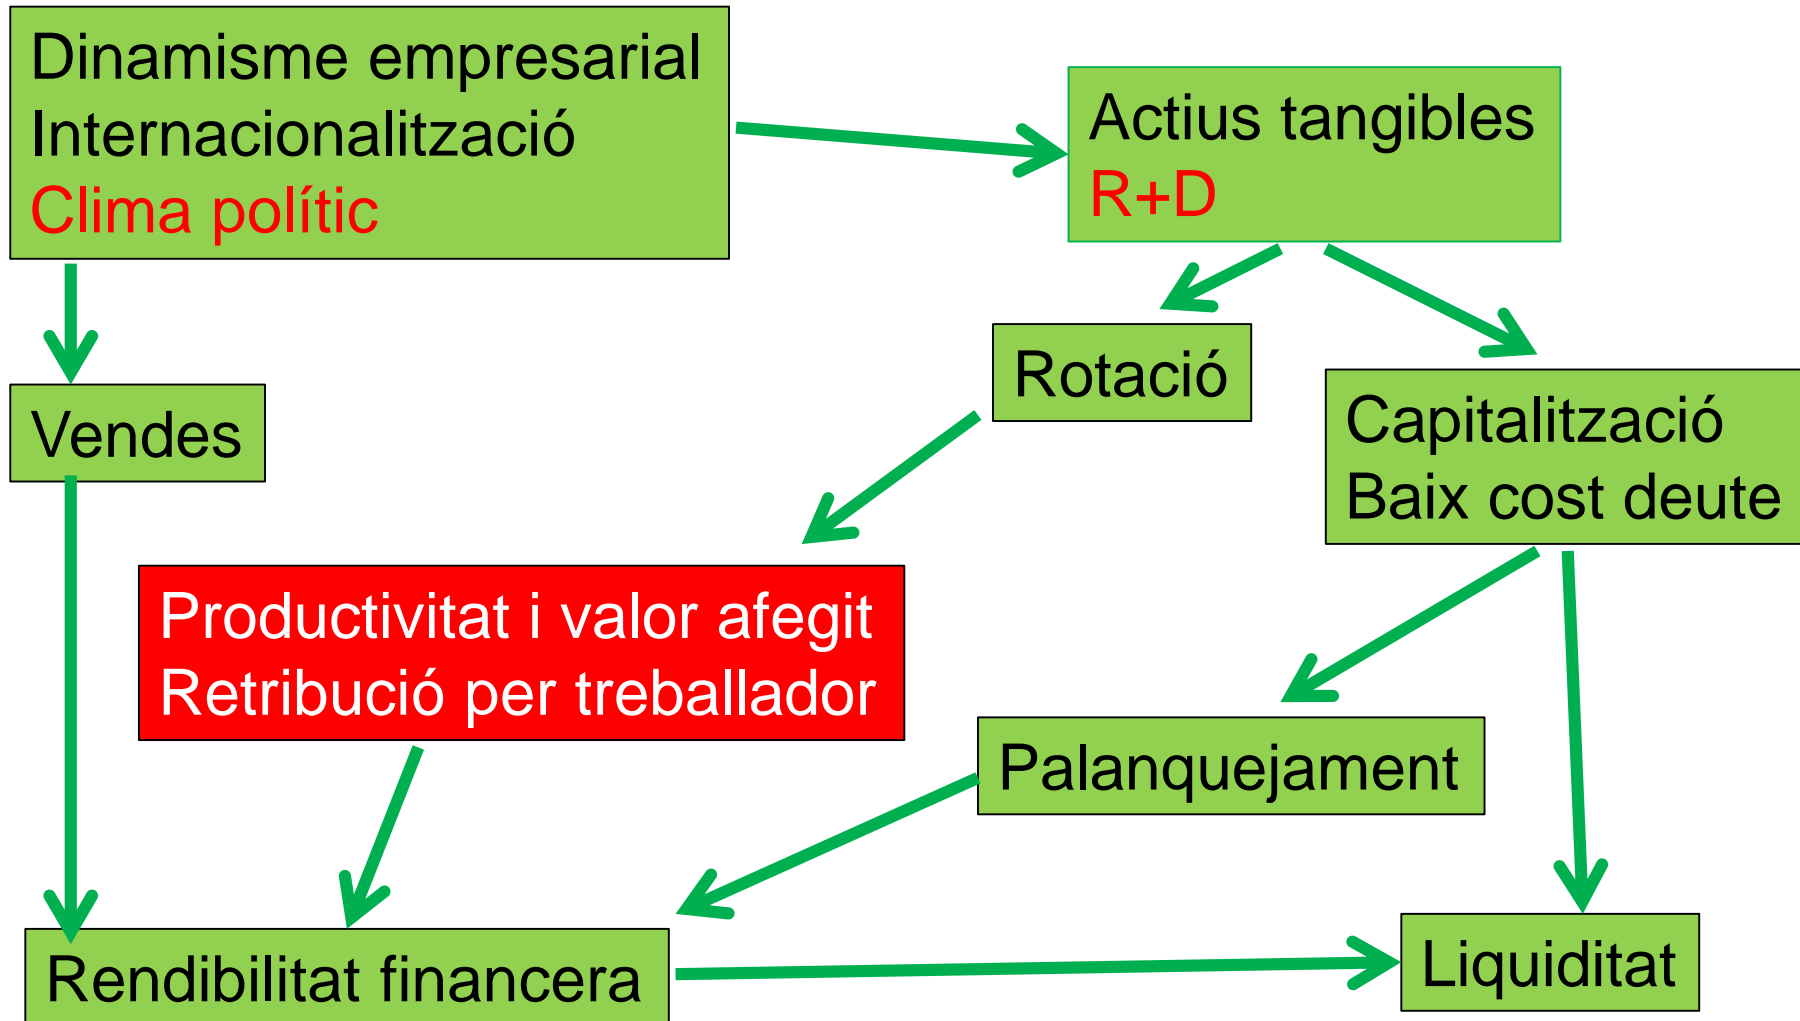 Dinamisme empresarial
Internacionalització
Clima polític
Actius tangibles
R+D
Rotació
Capitalització
Baix cost deute
Vendes
Productivitat i valor afegit
Retribució per treballador
Palanquejament
Rendibilitat financera
Liquiditat